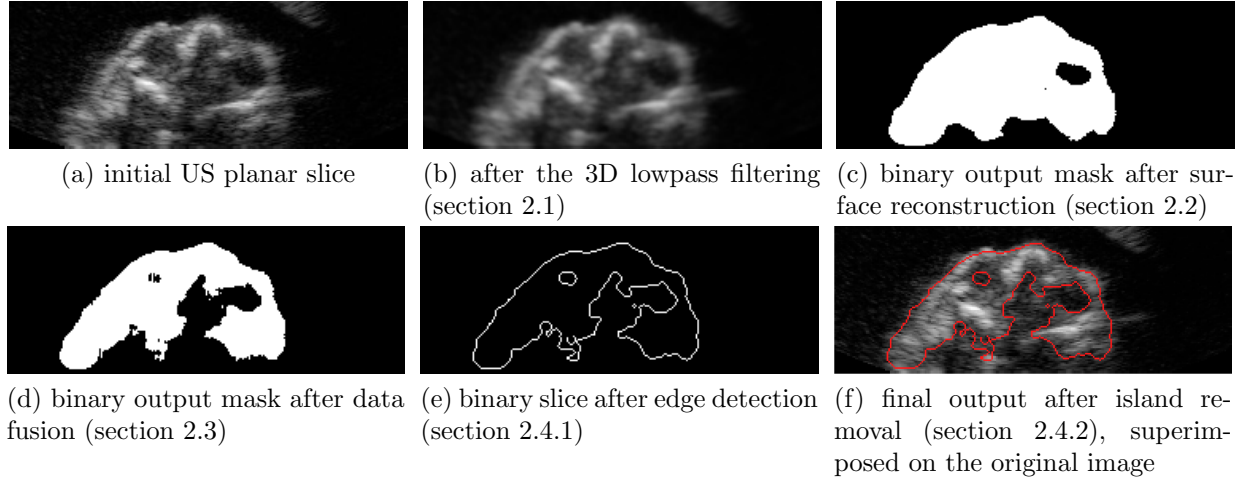 (a) initial US planar slice
(b) after the 3D lowpass filtering
(section 2.1)
(c) binary output mask after sur-
face reconstruction (section 2.2)
(d) binary output mask after data
fusion (section 2.3)
(e) binary slice after edge detection
(section 2.4.1)
(f) final output after island re-
moval (section 2.4.2), superim-
posed on the original image